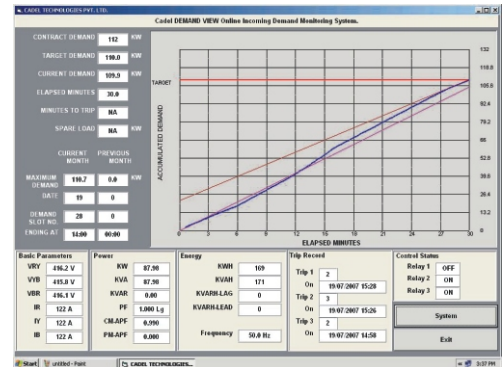 CADEL TECHNOLOGIES PVT. LTD.
Cadel DEMAND VIEW Online Incoming Demand Monitoring System.
CONTRACT DEMAND 112 KW
TARGET DEMAND 110.0 KW
CURRENT DEMAND 109.9 KW
ELAPSED MINUTES 30.0
MINUTES TO TRIP NA
SPARE LOAD NA KW
CURRENT MONTH PREVIOUS MONTH
MAXIMUM DEMAND 110.7 0.0 KW
DATE 19 0
DEMAND SLOT NO. 28 0
ENDING AT 14:00 00:00
ACCUMULATED DEMAND
TARGET
132
118.8
105.6
92.4
79.2
66
52.8
39.6
26.4
13.2
0
0 3 6 9 12 15 18 21 24 27 30
ELAPSED MINUTES
Basic Parameters
VRY 416.2 V
VYB 415.8 V
VBR 416.1 V
IR 122 A
IY 122 A
IB 122 A
Power
KW 87.90
KVA 87.90
KVAR 0.00
PF 1.000 Lag
CM-APF 0.990
PM-APF 0.000
Energy
KWH 169
KVAH 171
KVARH-LAG 0
KVARH-LEAD 0
Frequency 50.0 Hz
Trip Record
Trip 1 2
On 19/07/2007 15:28
Trip 2 3
On 19/07/2007 15:26
Trip 3 2
On 19/07/2007 14:58
Control Status
Relay 1 OFF
Relay 2 ON
Relay 3 ON
System
Exit
Start untitled - Paint CADEL TECHNOLOGIES... 3:37 PM